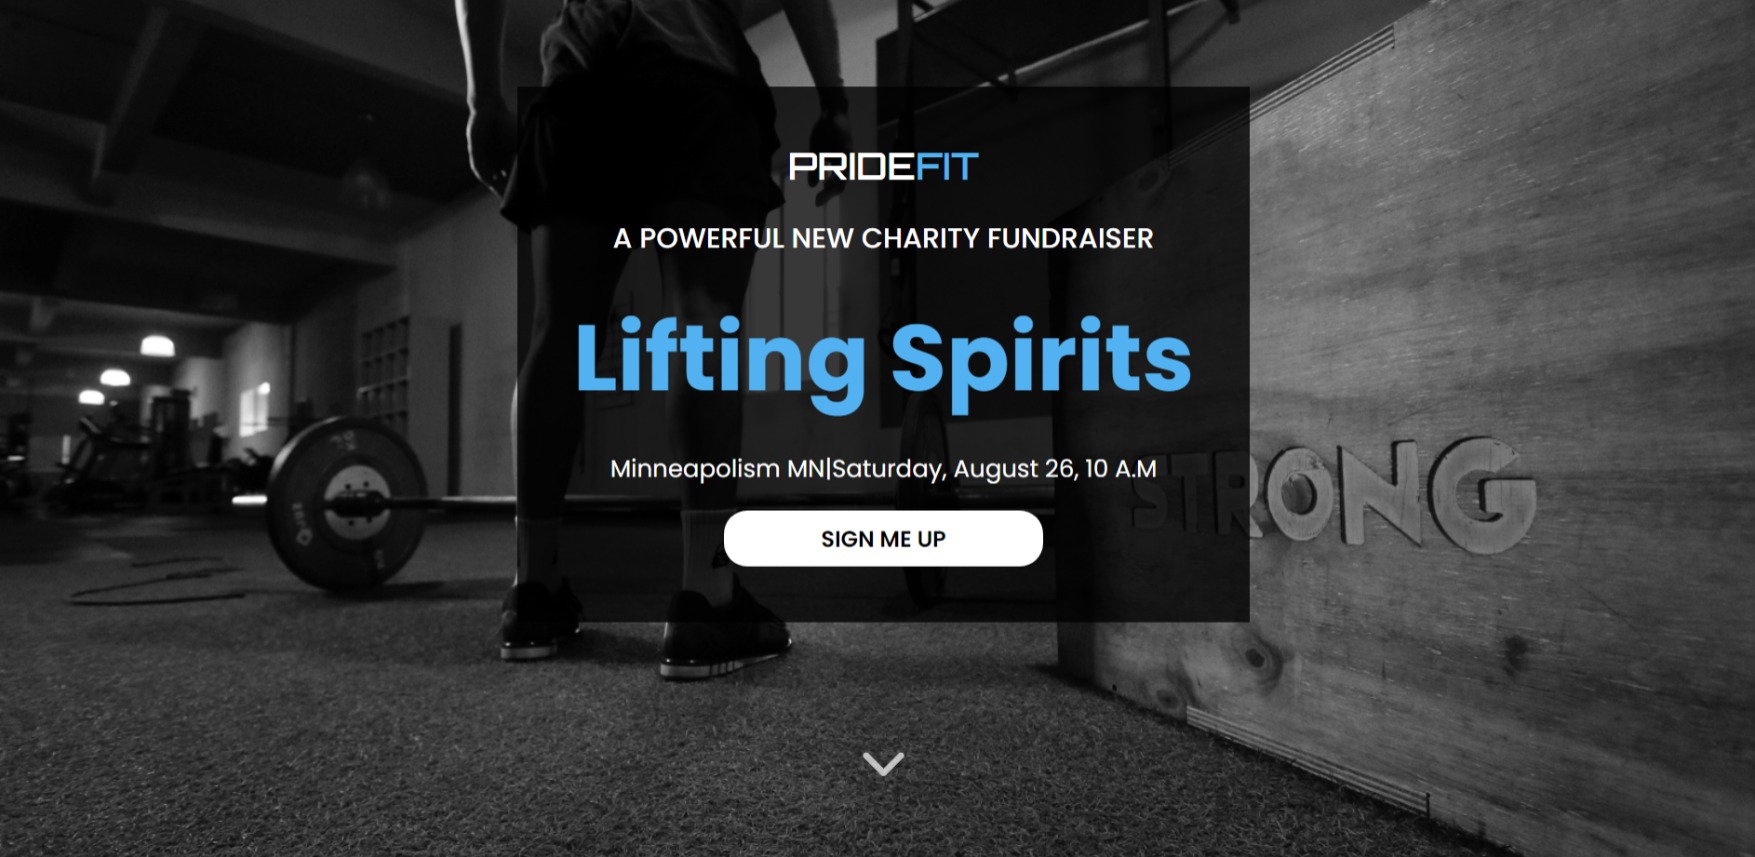 PRIDEFIT
A POWERFUL NEW CHARITY FUNDRAISER
Lifting Spirits
Minneapolism MN|Saturday, August 26, 10 A.M
STRONG
SIGN ME UP